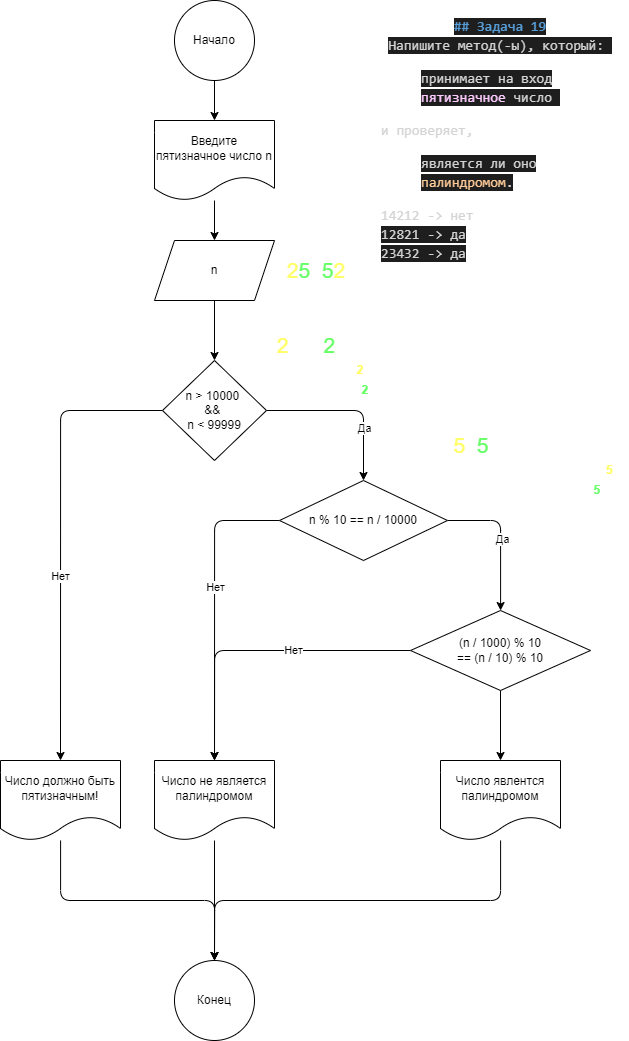 Начало
## Задача 19
Напишите метод(-ы), который:
принимает на вход
пятизначное число
и проверяет,
является ли оно
палиндромом.
14212 -> нет
12821 -> да
23432 -> да
Введите
пятизначное число n
n
25 52
2 2
2
2
n > 10000
&&
n < 99999
Да
5 5
5
5
n % 10 == n / 10000
Да
Нет
Нет
(n / 1000) % 10
== (n / 10) % 10
Нет
Число должно быть
пятизначным!
Число не является
палиндромом
Число явлентся
палиндромом
Конец